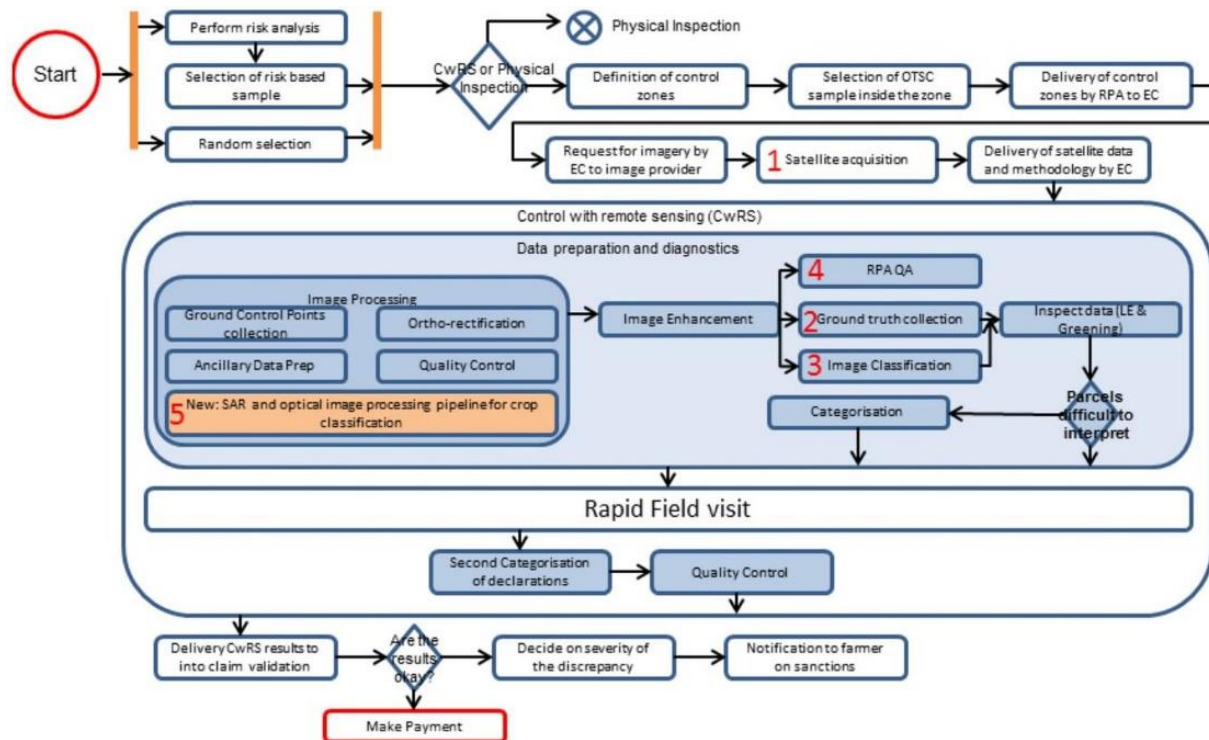 Start
Perform risk analysis
Selection of risk based
sample
Random selection
CwRS or Physical
Inspection
Physical Inspection
Definition of control
zones
Selection of OTSC
sample inside the zone
Delivery of control
zones by RPA to EC
Request for imagery by
EC to image provider
1 Satellite acquisition
Delivery of satellite data
and methodology by EC
Control with remote sensing (CwRS)
Data preparation and diagnostics
Image Processing
Ground Control Points
collection
Ortho-rectification
Ancillary Data Prep
Quality Control
5 New: SAR and optical image processing pipeline for crop
classification
Image Enhancement
4 RPA QA
2 Ground truth collection
3 Image Classification
Inspect data (LE &
Greening)
Parcels
difficult to
interpret
Categorisation
Rapid Field visit
Second Categorisation
of declarations
Quality Control
Delivery CwRS results to
into claim validation
Are the
results
okay?
Decide on severity of
the discrepancy
Notification to farmer
on sanctions
Make Payment